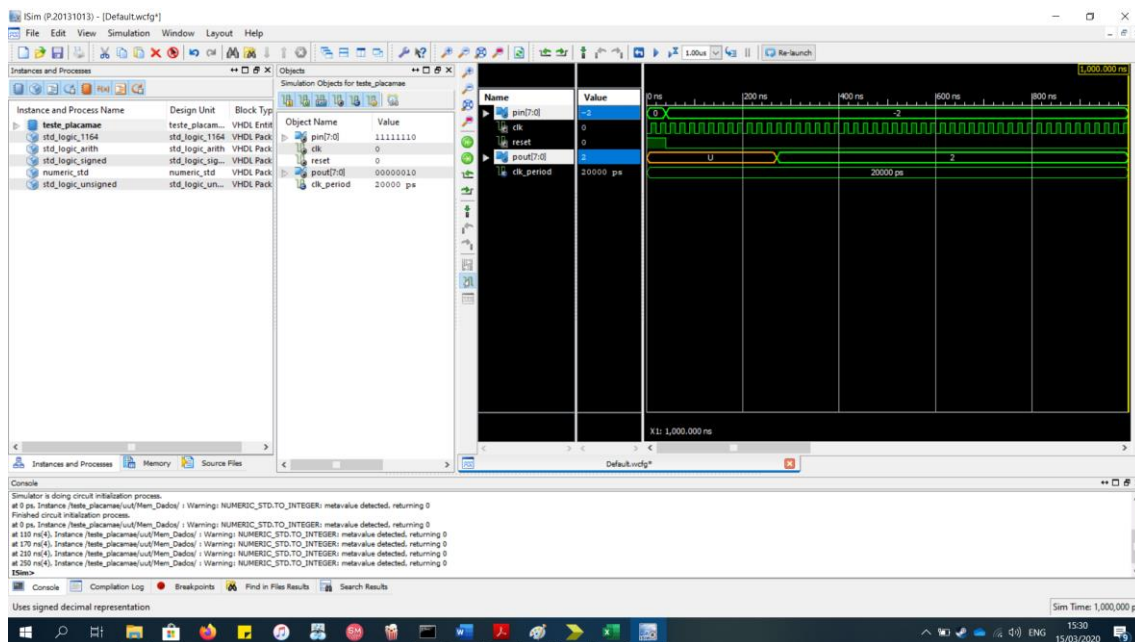 ISim (P.20131013) - [Default.wcfg*]
File Edit View Simulation Window Layout Help
1.00us Re-launch
Instances and Processes
Instance and Process Name Design Unit Block Typ
teste_placamae teste_placam... VHDL Entit
std_logic_1164 std_logic_1164 VHDL Pack
std_logic_arith std_logic_arith VHDL Pack
std_logic_signed std_logic_sig... VHDL Pack
numeric_std numeric_std VHDL Pack
std_logic_unsigned std_logic_un... VHDL Pack
Instances and Processes Memory Source Files
Objects
Simulation Objects for teste_placamae
Object Name Value
pin[7:0] 11111110
clk 0
reset 0
pout[7:0] 00000010
clk_period 20000 ps
1,000.000 ns
Name Value 0 ns 200 ns 400 ns 600 ns 800 ns
pin[7:0] -2 0 -2
clk 0
reset 0
pout[7:0] 2 U 2
clk_period 20000 ps 20000 ps
X1: 1,000.000 ns
Default.wcfg*
Console
Simulator is doing circuit initialization process.
at 0 ps, Instance /teste_placamae/uut/Mem_Dados/ : Warning: NUMERIC_STD.TO_INTEGER: metavalue detected, returning 0
Finished circuit initialization process.
at 0 ps, Instance /teste_placamae/uut/Mem_Dados/ : Warning: NUMERIC_STD.TO_INTEGER: metavalue detected, returning 0
at 110 ns(4), Instance /teste_placamae/uut/Mem_Dados/ : Warning: NUMERIC_STD.TO_INTEGER: metavalue detected, returning 0
at 170 ns(4), Instance /teste_placamae/uut/Mem_Dados/ : Warning: NUMERIC_STD.TO_INTEGER: metavalue detected, returning 0
at 210 ns(4), Instance /teste_placamae/uut/Mem_Dados/ : Warning: NUMERIC_STD.TO_INTEGER: metavalue detected, returning 0
at 250 ns(4), Instance /teste_placamae/uut/Mem_Dados/ : Warning: NUMERIC_STD.TO_INTEGER: metavalue detected, returning 0
ISim>
Console Compilation Log Breakpoints Find in Files Results Search Results
Uses signed decimal representation Sim Time: 1,000,000 p
ENG 15:30
15/03/2020